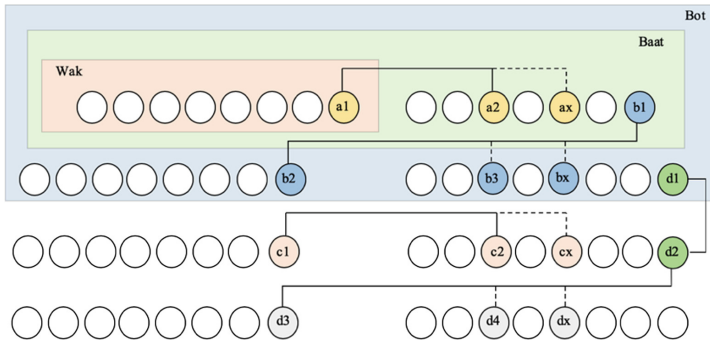 Bot
Baat
Wak
a1 a2 ax b1
b2 b3 bx d1
c1 c2 cx d2
d3 d4 dx